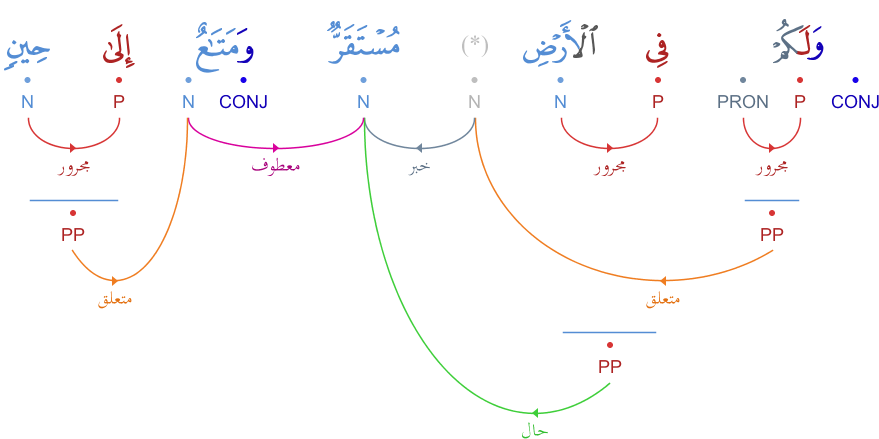 وَلَكُمْ فِى ٱلْأَرْضِ (*) مُسْتَقَرٌّ وَمَتَـٰعٌ إِلَىٰ حِينٍ
CONJ P PRON P N N N CONJ N P N
مجرور مجرور خبر معطوف مجرور
PP PP
متعلق متعلق
PP
حال